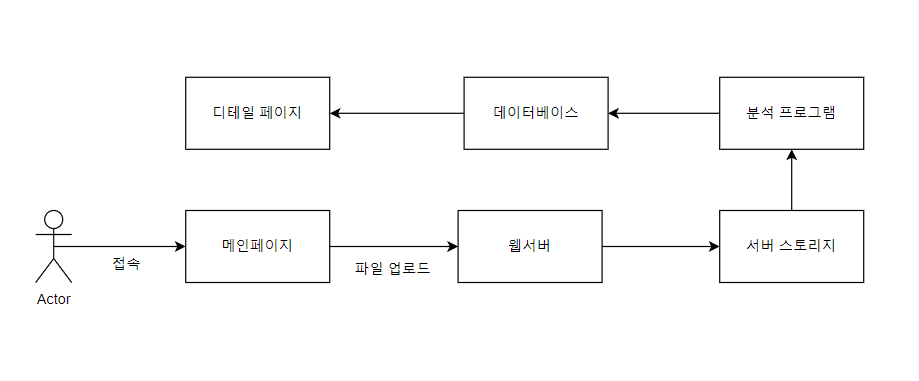 디테일 페이지
데이터베이스
분석 프로그램
메인페이지
웹서버
서버 스토리지
접속
파일 업로드
Actor